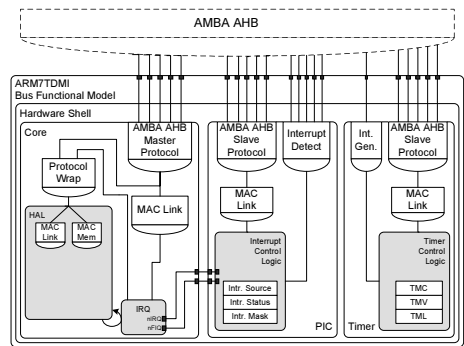 AMBA AHB
ARM7TDMI
Bus Functional Model
Hardware Shell
Core
AMBA AHB
Master
Protocol
Protocol
Wrap
MAC Link
HAL
MAC
Link
MAC
Mem
IRQ
nIRQ
nFIQ
AMBA AHB
Slave
Protocol
Interrupt
Detect
MAC
Link
Interrupt
Control
Logic
Intr. Source
Intr. Status
Intr. Mask
PIC
Int.
Gen.
AMBA AHB
Slave
Protocol
MAC
Link
Timer
Control
Logic
TMC
TMV
TML
Timer